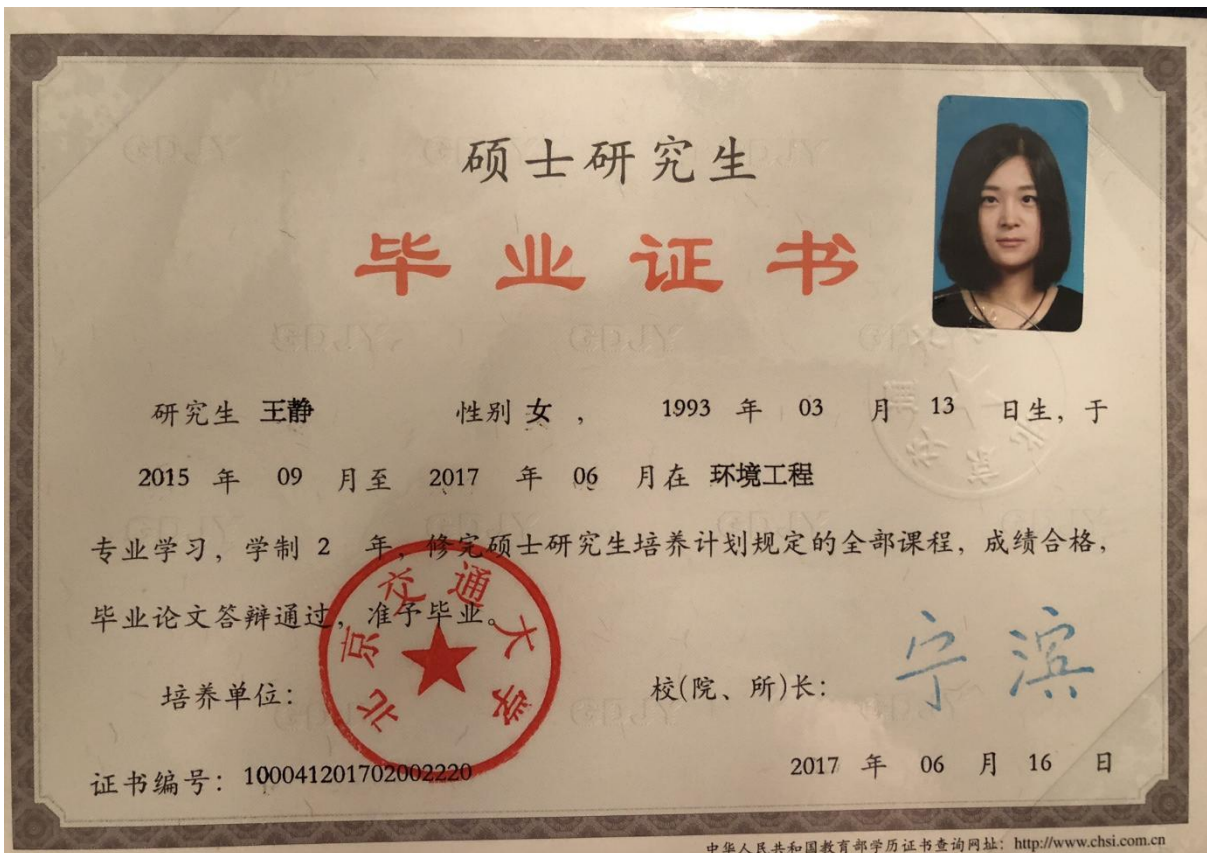 硕士研究生
毕业证书
研究生 王静 性别 女 , 1993 年 03 月 13 日生, 于
2015 年 09 月至 2017 年 06 月在 环境工程
专业学习, 学制 2 年, 修完硕士研究生培养计划规定的全部课程, 成绩合格,
毕业论文答辩通过, 准予毕业。
北京交通大学
培养单位: 校(院、所)长: 宁滨
证书编号: 100041201702002220 2017 年 06 月 16 日
中华人民共和国教育部学历证书查询网址: http://www.chsi.com.cn